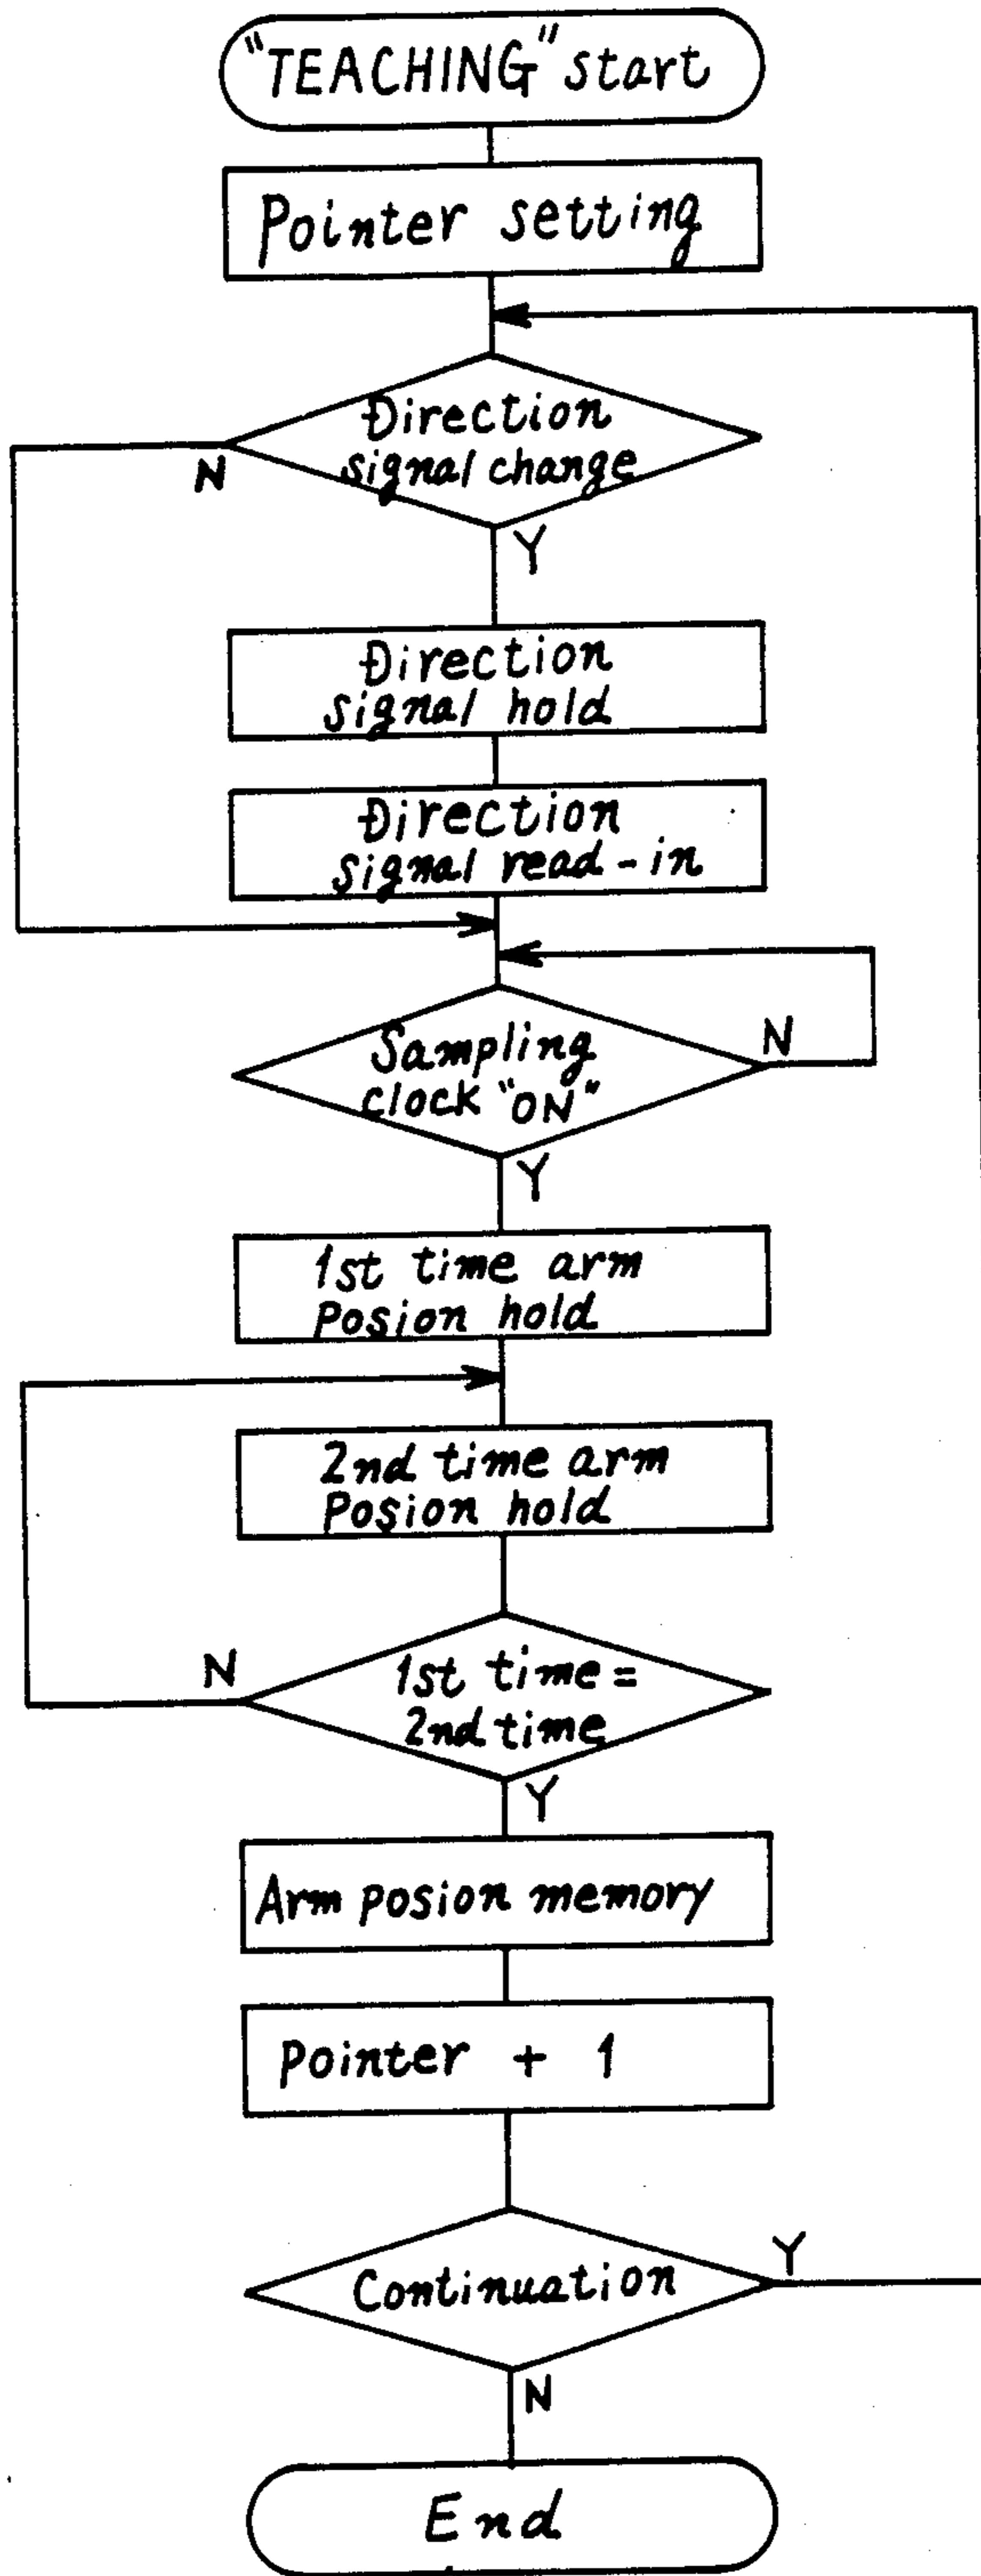 "TEACHING" start
Pointer setting
Direction
signal change
N
Y
Direction
signal hold
Direction
signal read-in
Sampling
clock "ON"
N
Y
1st time arm
Posion hold
2nd time arm
Posion hold
1st time =
2nd time
N
Y
Arm posion memory
Pointer + 1
Continuation
Y
N
End